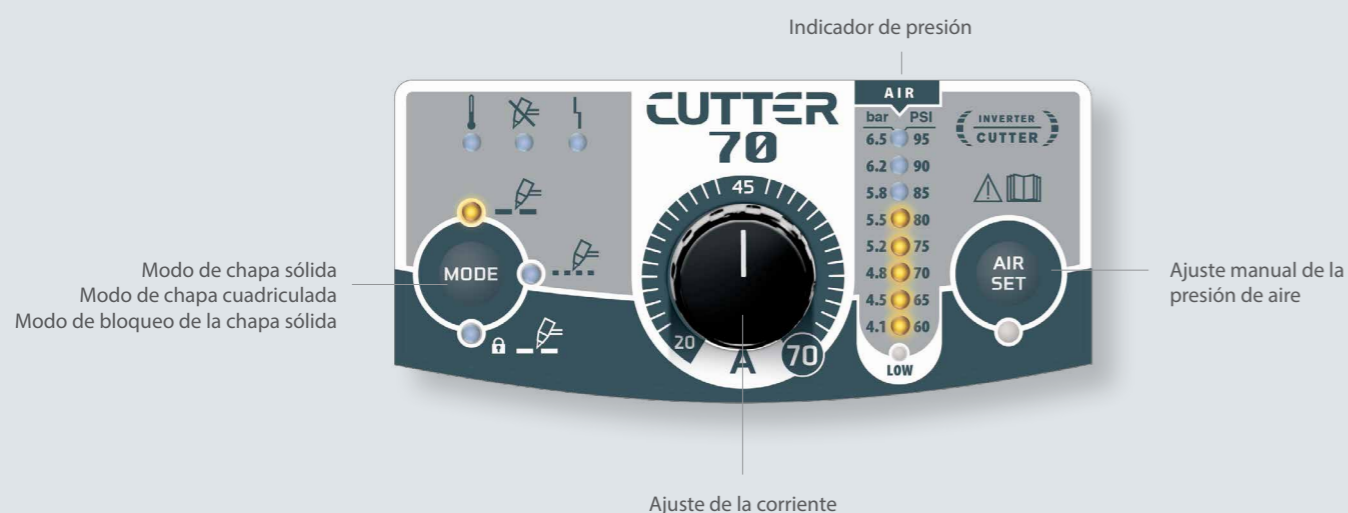 Indicador de presión
AIR
bar PSI
6.5 95
6.2 90
5.8 85
5.5 80
5.2 75
4.8 70
4.5 65
4.1 60
LOW
CUTTER
70
45
20
A
70
INVERTER
CUTTER
MODE
AIR
SET
Modo de chapa sólida
Modo de chapa cuadriculada
Modo de bloqueo de la chapa sólida
Ajuste manual de la
presión de aire
Ajuste de la corriente